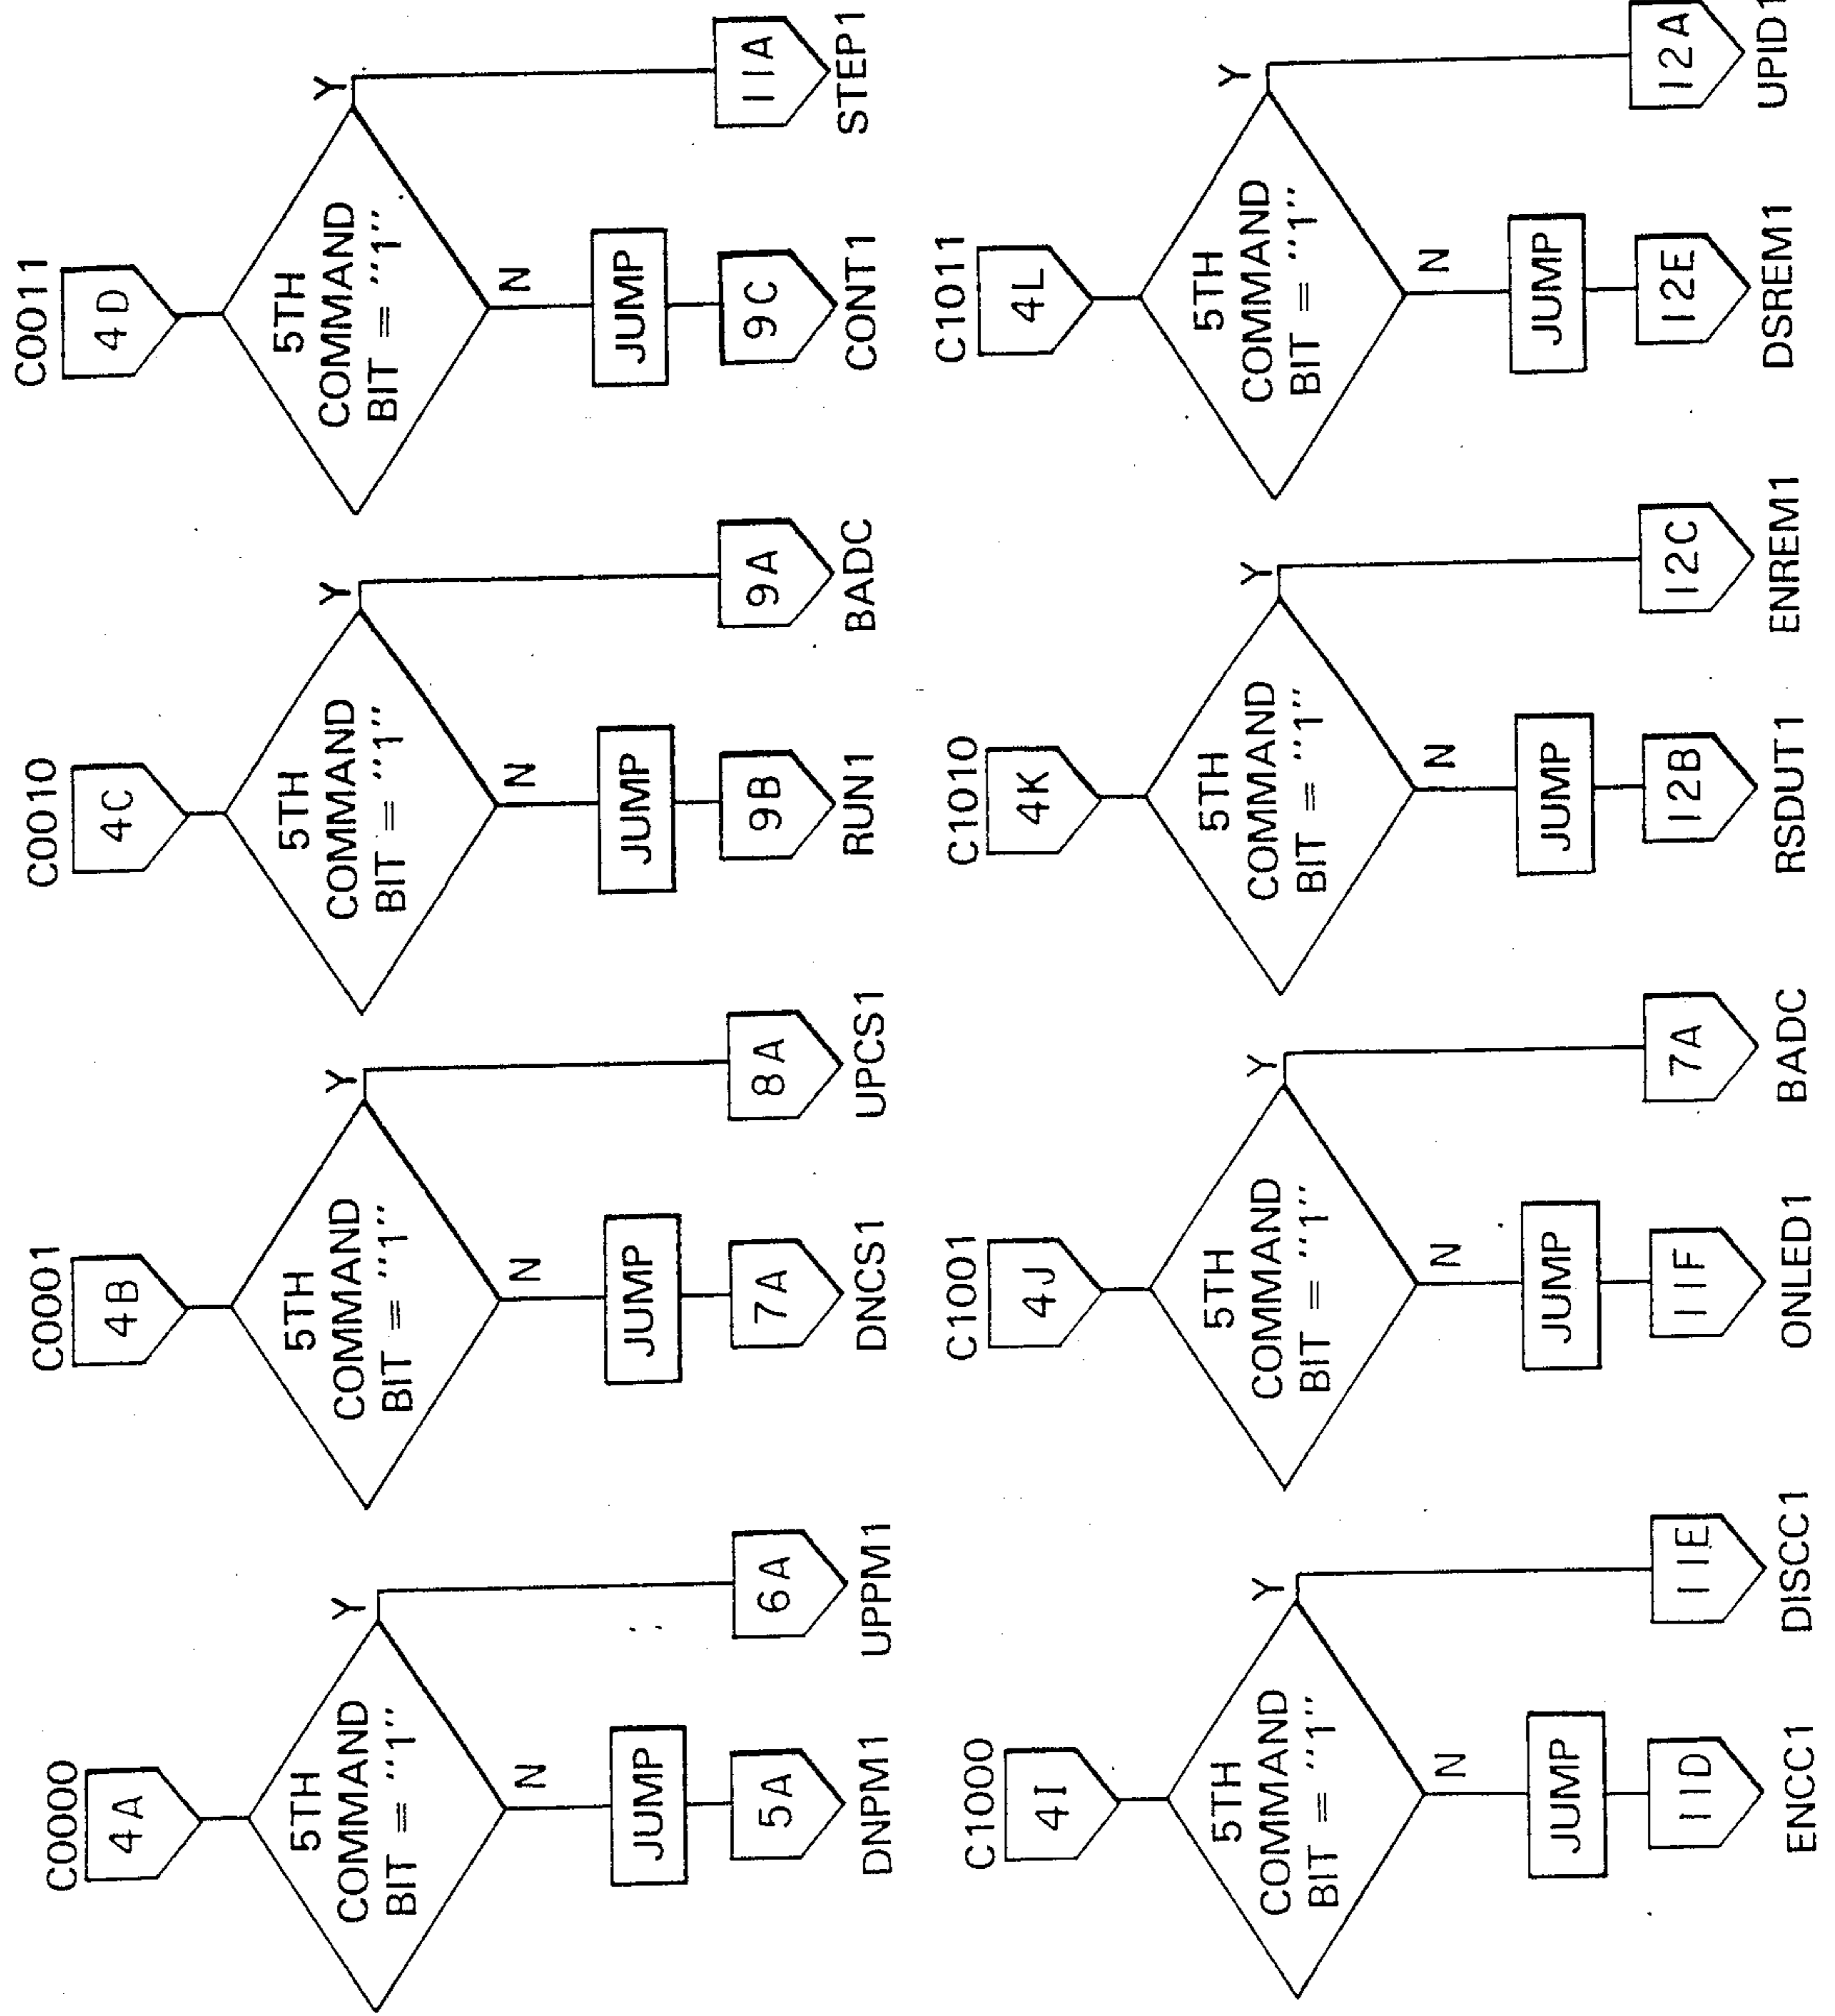 C0000
4A
5TH
COMMAND
BIT = "1"
Y
N
JUMP
5A
DNPM1
6A
UPPM1
C0001
4B
5TH
COMMAND
BIT = "1"
Y
N
JUMP
7A
DNCS1
8A
UPCS1
C0010
4C
5TH
COMMAND
BIT = "1"
Y
N
JUMP
9B
RUN1
9A
BADC
C0011
4D
5TH
COMMAND
BIT = "1"
Y
N
JUMP
9C
CONT1
11A
STEP1
C1000
4I
5TH
COMMAND
BIT = "1"
Y
N
JUMP
11D
ENCC1
11E
DISCC1
C1001
4J
5TH
COMMAND
BIT = "1"
Y
N
JUMP
11F
ONLED1
7A
BADC
C1010
4K
5TH
COMMAND
BIT = "1"
Y
N
JUMP
12B
RSDUT1
12C
ENREM1
C1011
4L
5TH
COMMAND
BIT = "1"
Y
N
JUMP
12E
DSREM1
12A
UPID1